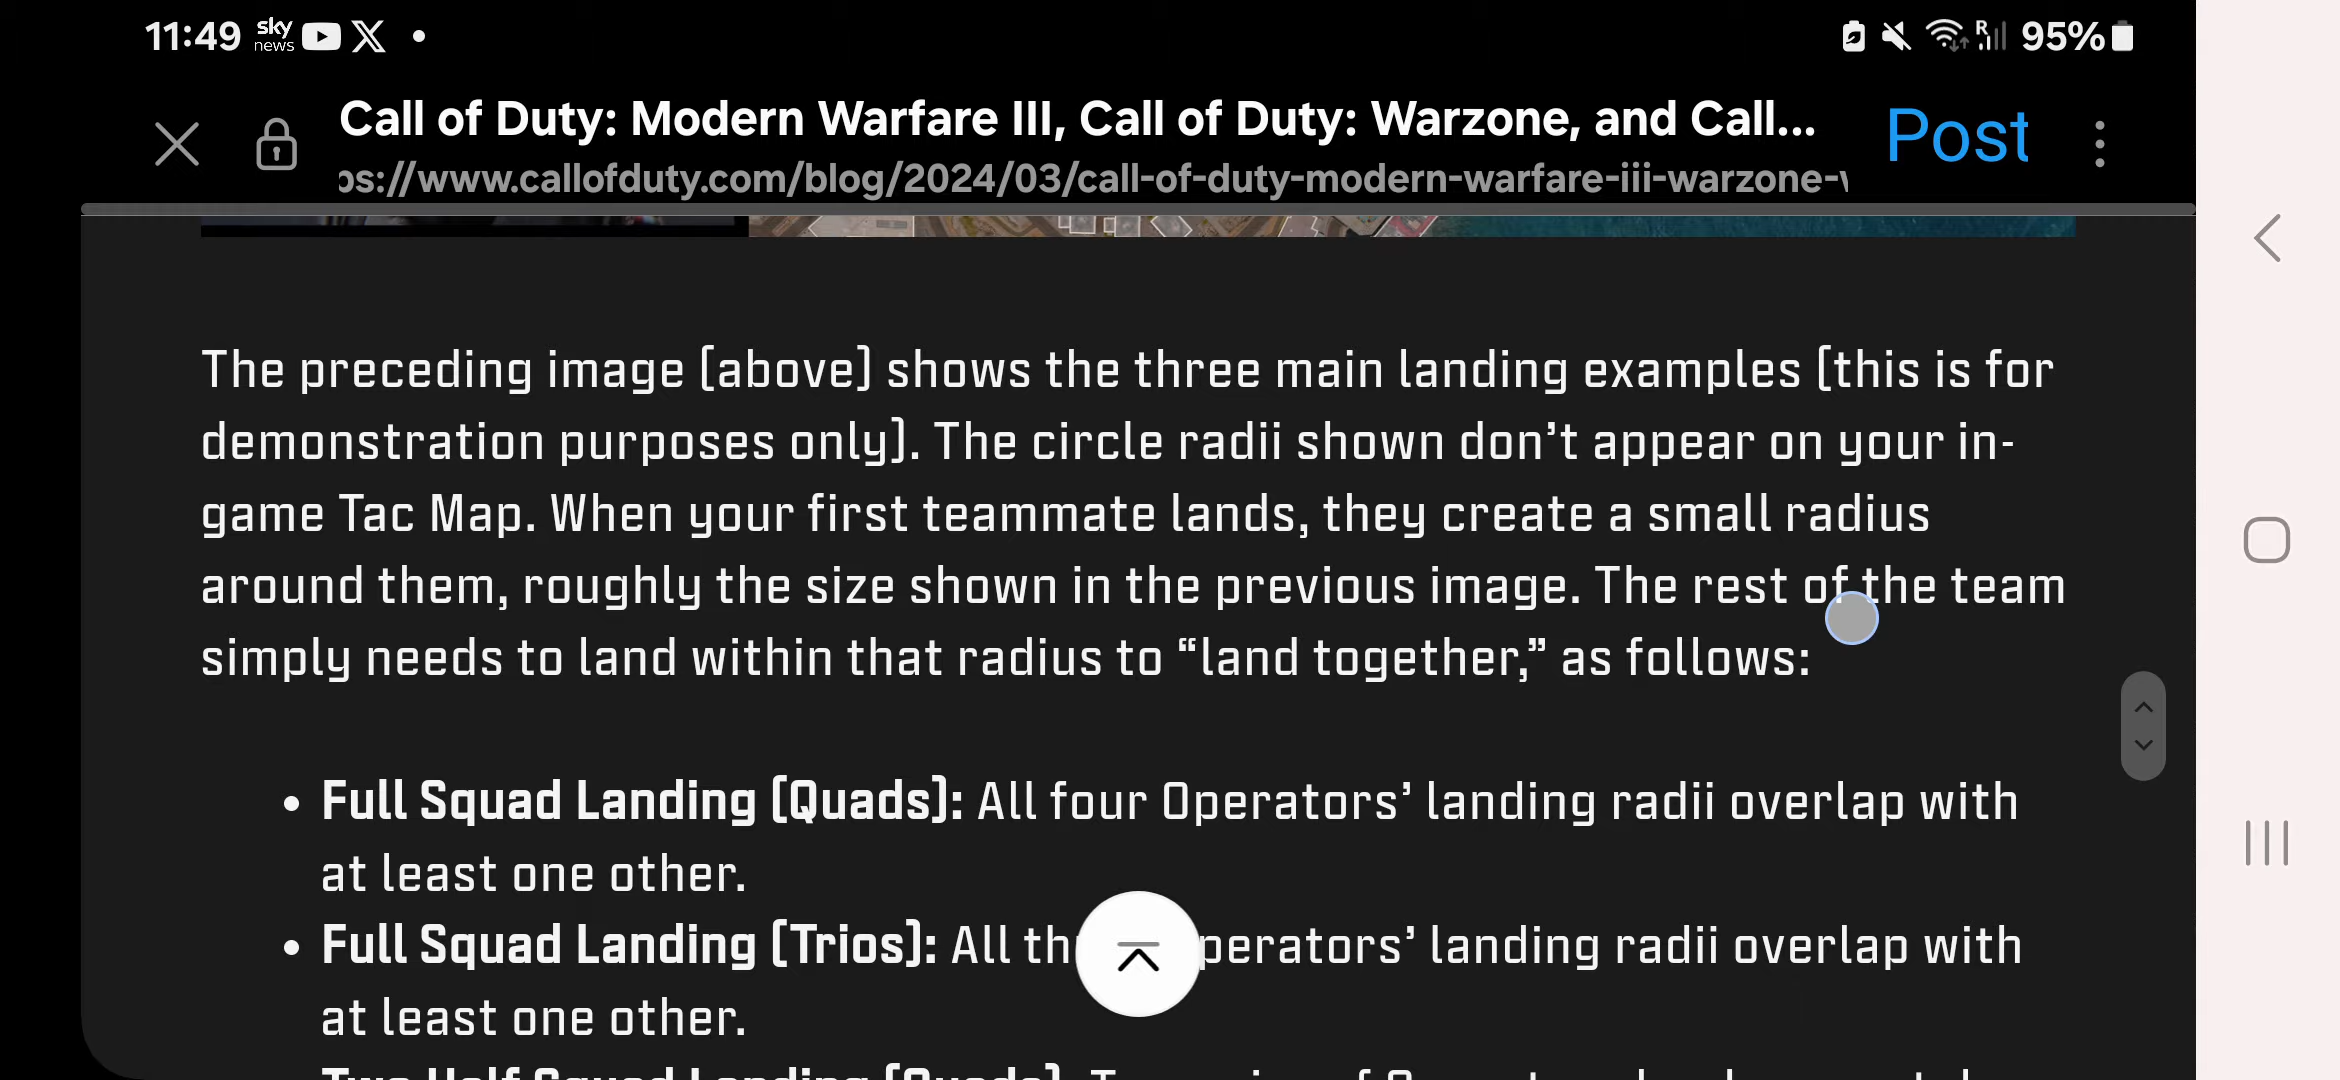 11:49 sky news 95%
Call of Duty: Modern Warfare III, Call of Duty: Warzone, and Call...
Post
ps://www.callofduty.com/blog/2024/03/call-of-duty-modern-warfare-iii-warzone-
The preceding image (above) shows the three main landing examples (this is for
demonstration purposes only). The circle radii shown don’t appear on your in-
game Tac Map. When your first teammate lands, they create a small radius
around them, roughly the size shown in the previous image. The rest of the team
simply needs to land within that radius to “land together,” as follows:
• Full Squad Landing (Quads): All four Operators’ landing radii overlap with
at least one other.
• Full Squad Landing (Trios): All th perators’ landing radii overlap with
at least one other.